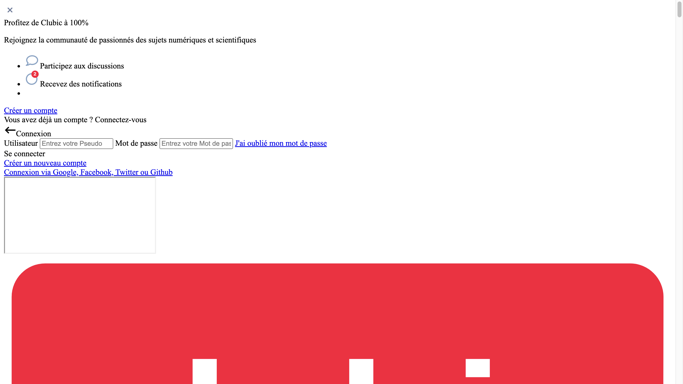 Profitez de Clubic à 100%
Rejoignez la communauté de passionnés des sujets numériques et scientifiques
Participez aux discussions
2
Recevez des notifications
Créer un compte
Vous avez déjà un compte ? Connectez-vous
Connexion
Utilisateur Entrez votre Pseudo Mot de passe Entrez votre Mot de pas J'ai oublié mon mot de passe
Se connecter
Créer un nouveau compte
Connexion via Google, Facebook, Twitter ou Github